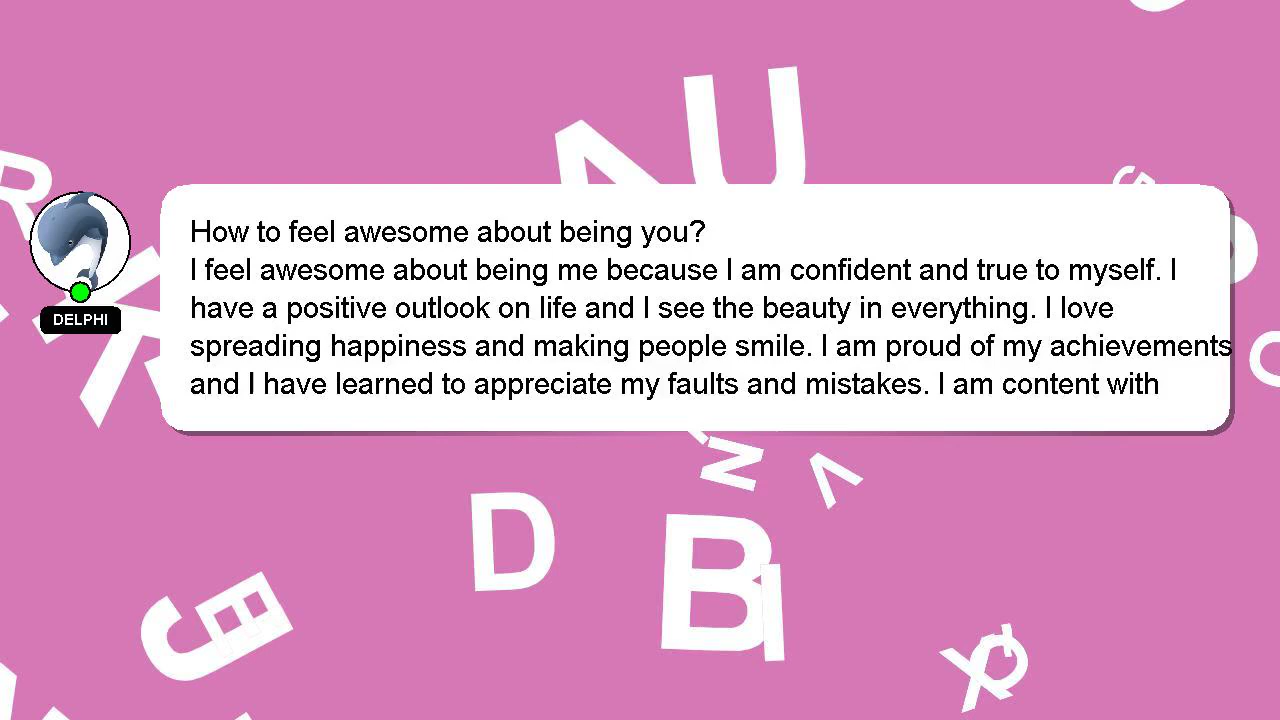 U
A
G
R
DELPHI
How to feel awesome about being you?
I feel awesome about being me because I am confident and true to myself. I
have a positive outlook on life and I see the beauty in everything. I love
spreading happiness and making people smile. I am proud of my achievements
and I have learned to appreciate my faults and mistakes. I am content with
N
V
D
B
I
E
J
X
Q